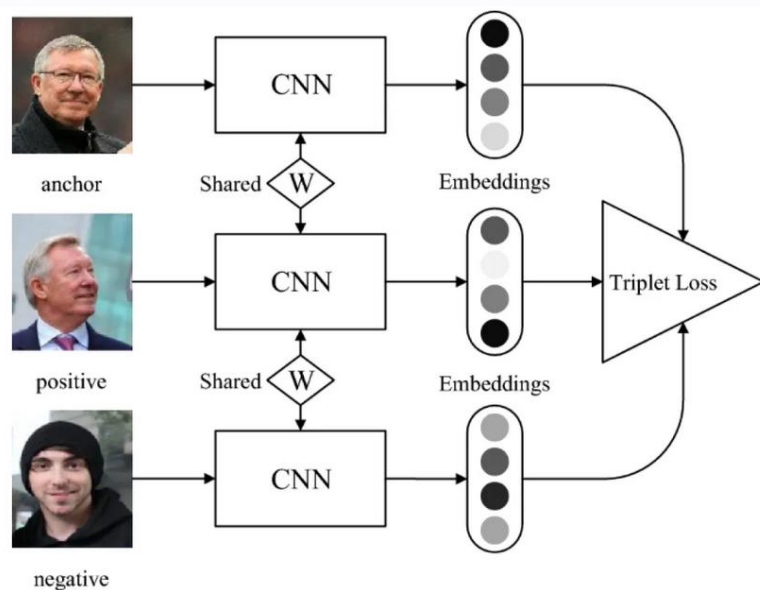 CNN
anchor
Shared W
Embeddings
CNN
Triplet Loss
positive
Shared W
Embeddings
CNN
negative